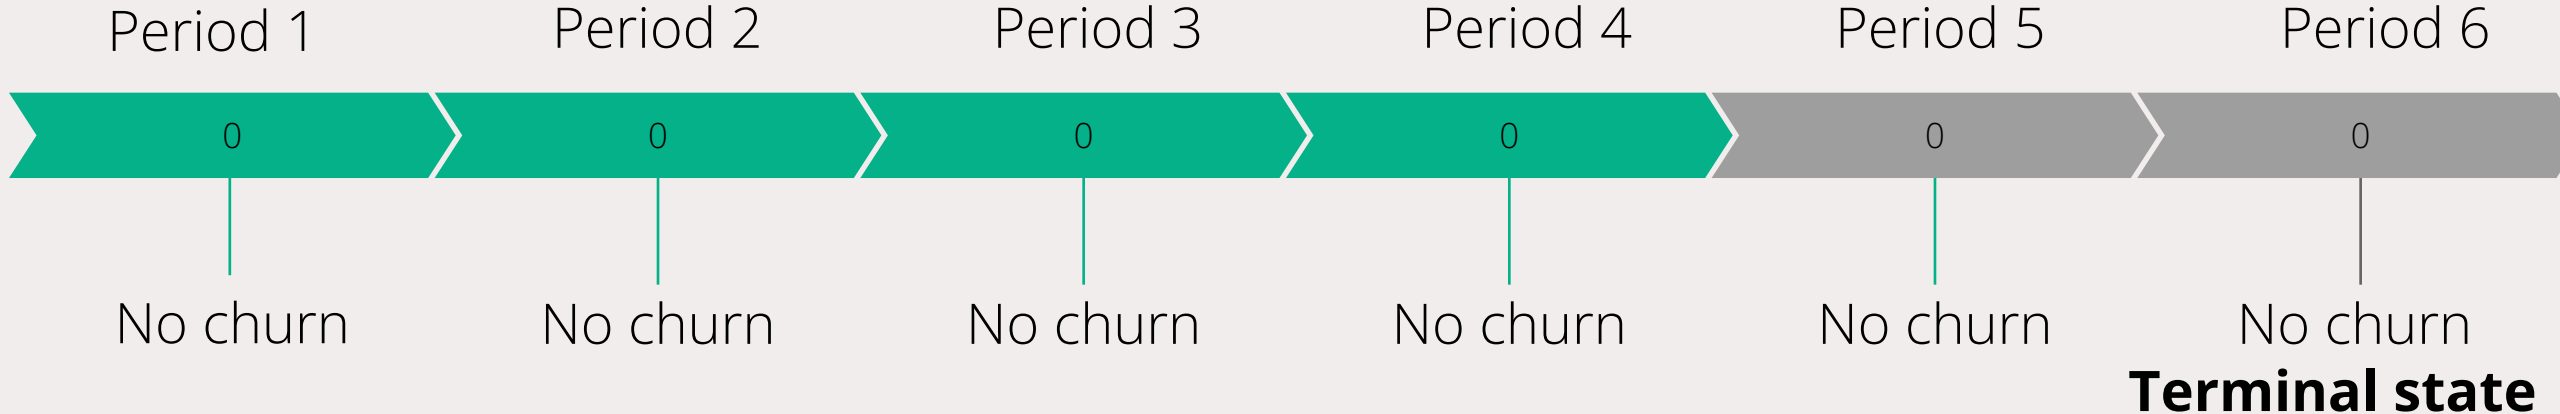 Period 1 Period 2 Period 3 Period 4 Period 5 Period 6
0 0 0 0 0 0
No churn No churn No churn No churn No churn No churn
Terminal state